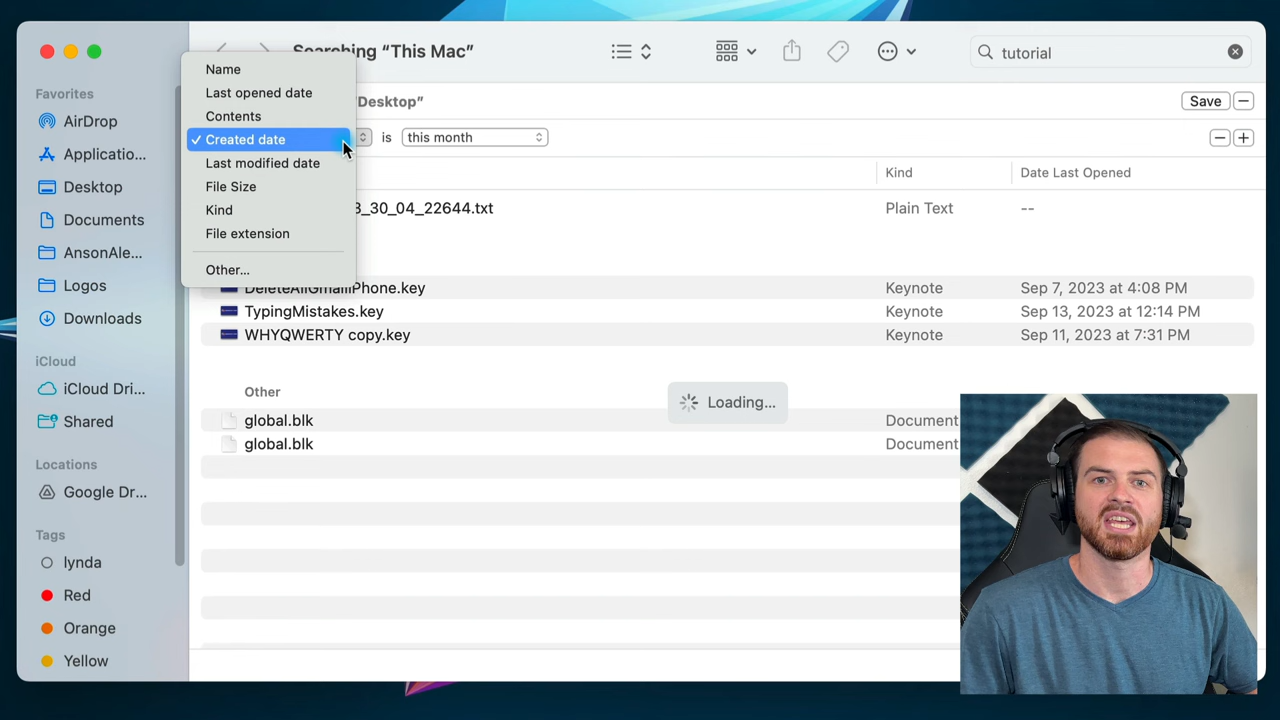 Searching “This Mac”
tutorial
Favorites
AirDrop
Applicatio...
Desktop
Documents
AnsonAle...
Logos
Downloads
iCloud
iCloud Dri...
Shared
Locations
Google Dr...
Tags
lynda
Red
Orange
Yellow
Name
Last opened date
Contents
✓ Created date
Last modified date
File Size
Kind
File extension
Other...
Desktop”
Save
is
this month
Kind
Date Last Opened
3_30_04_22644.txt
Plain Text
--
DeleteAllGmailiPhone.key
Keynote
Sep 7, 2023 at 4:08 PM
TypingMistakes.key
Keynote
Sep 13, 2023 at 12:14 PM
WHYQWERTY copy.key
Keynote
Sep 11, 2023 at 7:31 PM
Other
Loading...
global.blk
Document
global.blk
Document